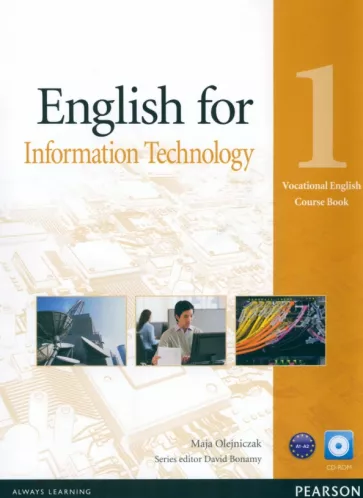 English for
Information Technology
1
Vocational English
Course Book
Maja Olejniczak
Series editor David Bonamy
A1-A2
CD-ROM
ALWAYS LEARNING
PEARSON